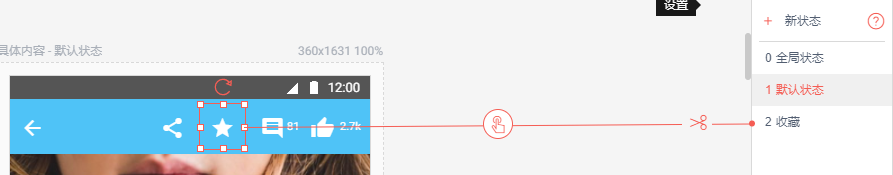 设置
+ 新状态 ?
具体内容 - 默认状态 360x1631 100%
0 全局状态
12:00
1 默认状态
81 2.7k
2 收藏